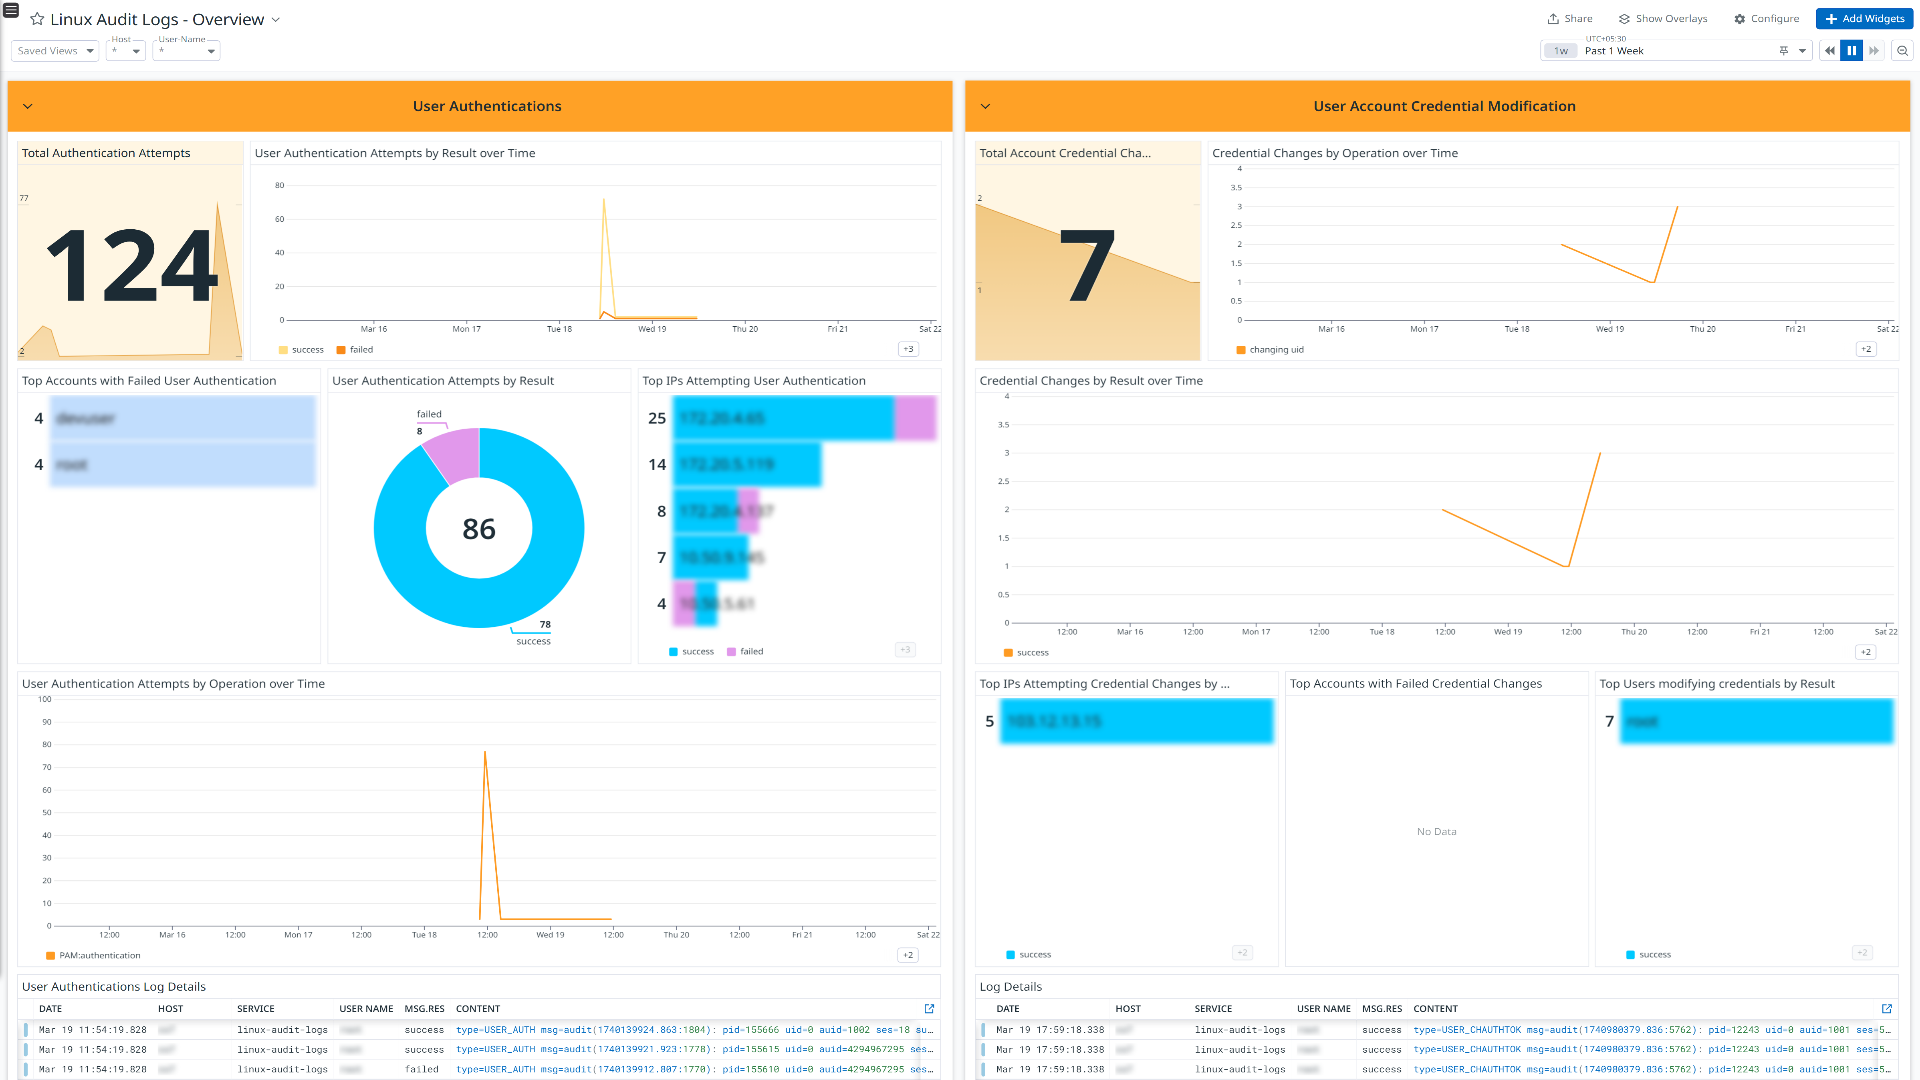 Linux Audit Logs - Overview
Share
Show Overlays
Configure
Add Widgets
Saved Views
Host
*
User-Name
*
UTC+05:30
1w
Past 1 Week
User Authentications
Total Authentication Attempts
77
124
2
User Authentication Attempts by Result over Time
80
60
40
20
0
Mar 16
Mon 17
Tue 18
Wed 19
Thu 20
Fri 21
Sat 22
success
failed
+3
Top Accounts with Failed User Authentication
4
4
User Authentication Attempts by Result
failed
8
86
78
success
Top IPs Attempting User Authentication
25
14
8
7
4
success
failed
+3
User Authentication Attempts by Operation over Time
100
90
80
70
60
50
40
30
20
10
0
12:00
Mar 16
12:00
Mon 17
12:00
Tue 18
12:00
Wed 19
12:00
Thu 20
12:00
Fri 21
12:00
Sat 22
PAM:authentication
+2
User Authentications Log Details
DATE HOST SERVICE USER NAME MSG.RES CONTENT
Mar 19 11:54:19.828 linux-audit-logs success type=USER_AUTH msg=audit(1740139924.863:1804): pid=155666 uid=0 auid=1002 ses=18 su…
Mar 19 11:54:19.828 linux-audit-logs success type=USER_AUTH msg=audit(1740139921.923:1778): pid=155615 uid=0 auid=4294967295 ses…
Mar 19 11:54:19.828 linux-audit-logs failed type=USER_AUTH msg=audit(1740139912.807:1770): pid=155610 uid=0 auid=4294967295 ses…
User Account Credential Modification
Total Account Credential Cha...
2
7
1
Credential Changes by Operation over Time
4
3.5
3
2.5
2
1.5
1
0.5
0
Mar 16
Mon 17
Tue 18
Wed 19
Thu 20
Fri 21
Sat 22
changing uid
+2
Credential Changes by Result over Time
4
3.5
3
2.5
2
1.5
1
0.5
0
12:00
Mar 16
12:00
Mon 17
12:00
Tue 18
12:00
Wed 19
12:00
Thu 20
12:00
Fri 21
12:00
Sat 22
success
+2
Top IPs Attempting Credential Changes by ...
5
success
+2
Top Accounts with Failed Credential Changes
No Data
Top Users modifying credentials by Result
7
success
+2
Log Details
DATE HOST SERVICE USER NAME MSG.RES CONTENT
Mar 19 17:59:18.338 linux-audit-logs success type=USER_CHAUTHTOK msg=audit(1740980379.836:5762): pid=12243 uid=0 auid=1001 ses=5…
Mar 19 17:59:18.338 linux-audit-logs success type=USER_CHAUTHTOK msg=audit(1740980379.836:5762): pid=12243 uid=0 auid=1001 ses=5…
Mar 19 17:59:18.338 linux-audit-logs success type=USER_CHAUTHTOK msg=audit(1740980379.836:5762): pid=12243 uid=0 auid=1001 ses=5…